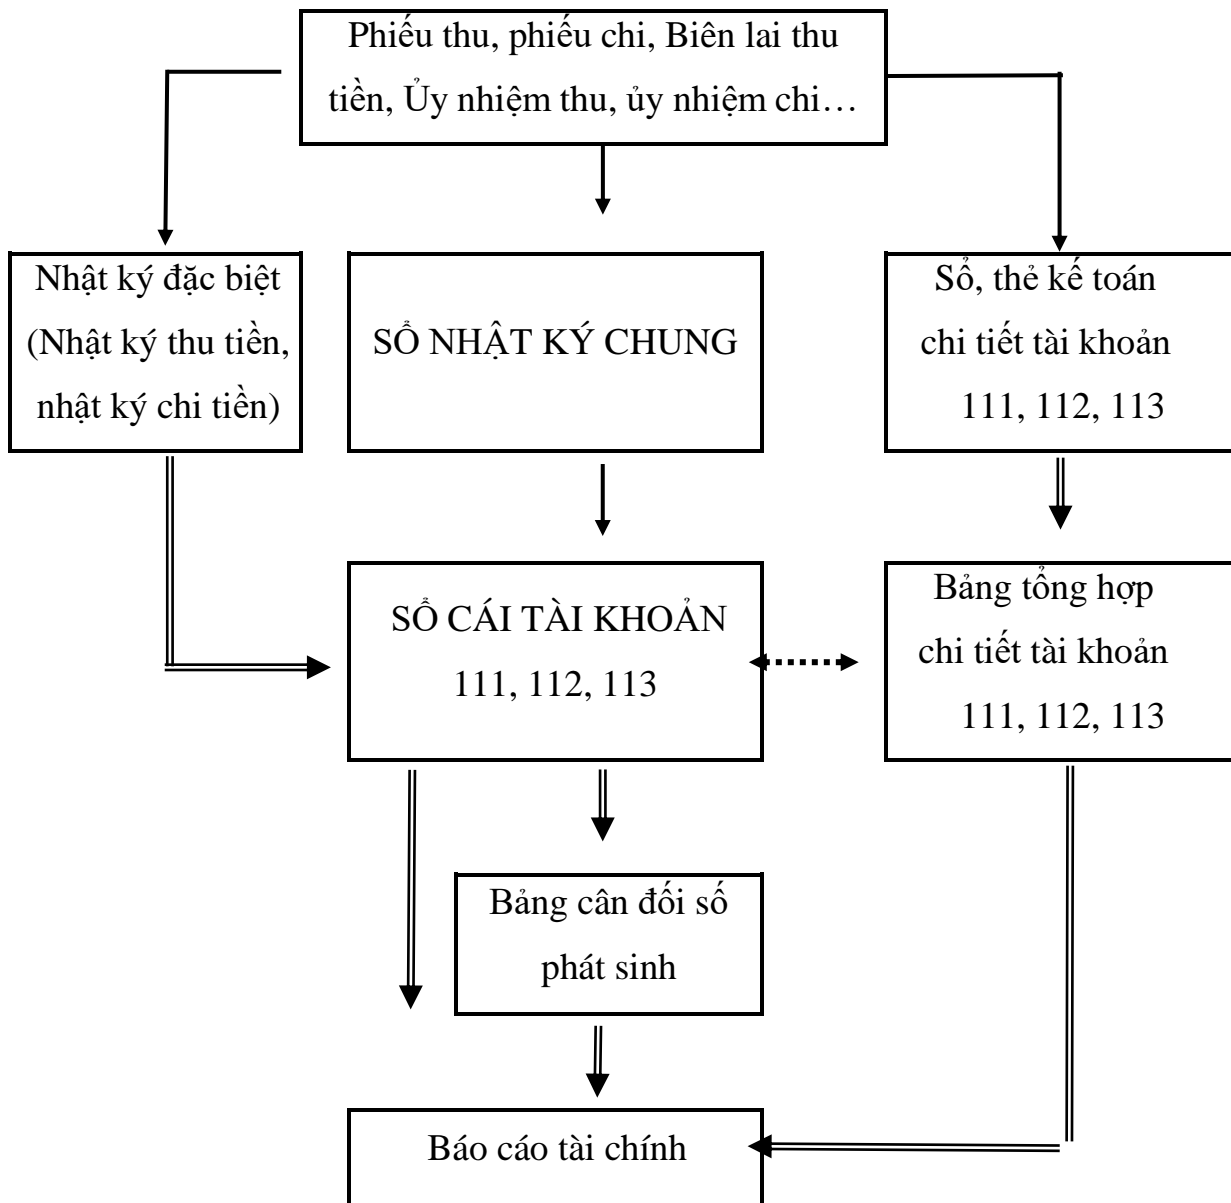 Phiếu thu, phiếu chi, Biên lai thu
tiền, Ủy nhiệm thu, ủy nhiệm chi…
Nhật ký đặc biệt
(Nhật ký thu tiền,
nhật ký chi tiền)
SỔ NHẬT KÝ CHUNG
Sổ, thẻ kế toán
chi tiết tài khoản
111, 112, 113
SỔ CÁI TÀI KHOẢN
111, 112, 113
Bảng tổng hợp
chi tiết tài khoản
111, 112, 113
Bảng cân đối số
phát sinh
Báo cáo tài chính